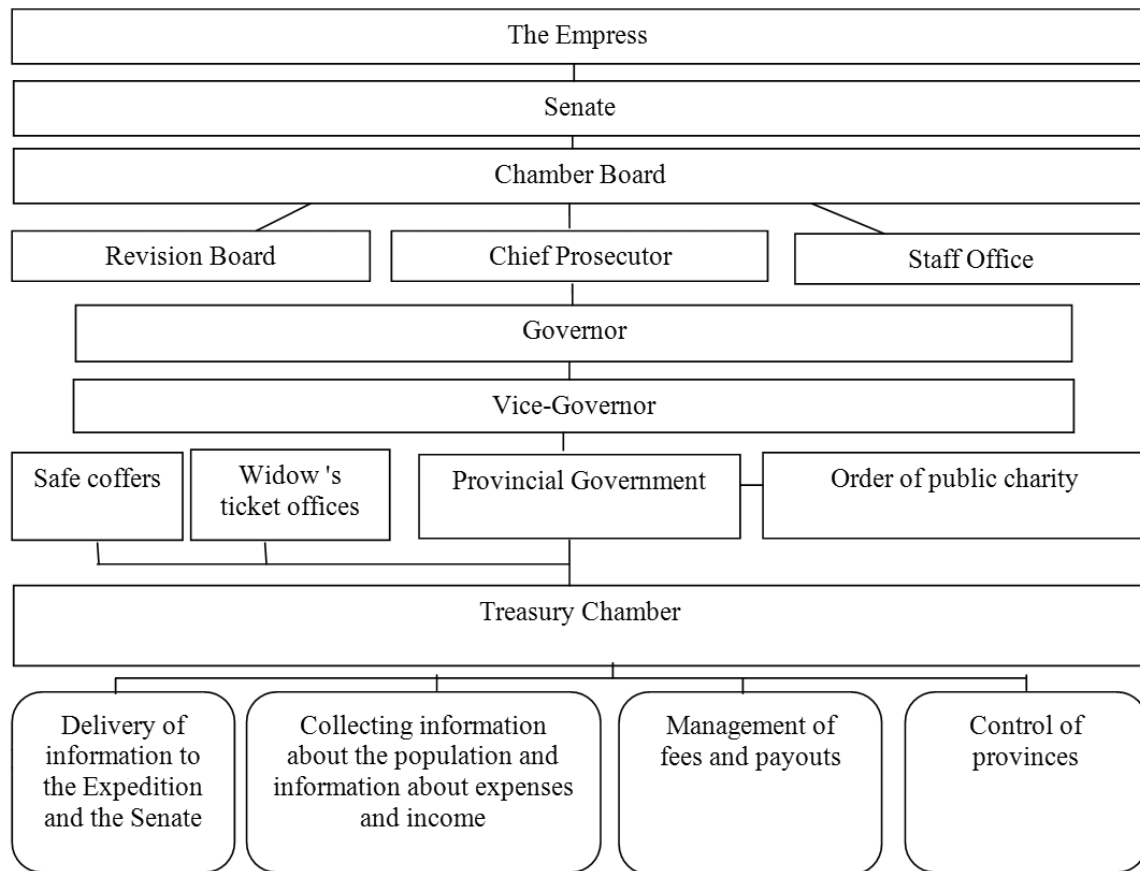 The Empress
Senate
Chamber Board
Revision Board
Chief Prosecutor
Staff Office
Governor
Vice-Governor
Safe coffers
Widow 's
ticket offices
Provincial Government
Order of public charity
Treasury Chamber
Delivery of
information to
the Expedition
and the Senate
Collecting information
about the population and
information about expenses
and income
Management of
fees and payouts
Control of
provinces